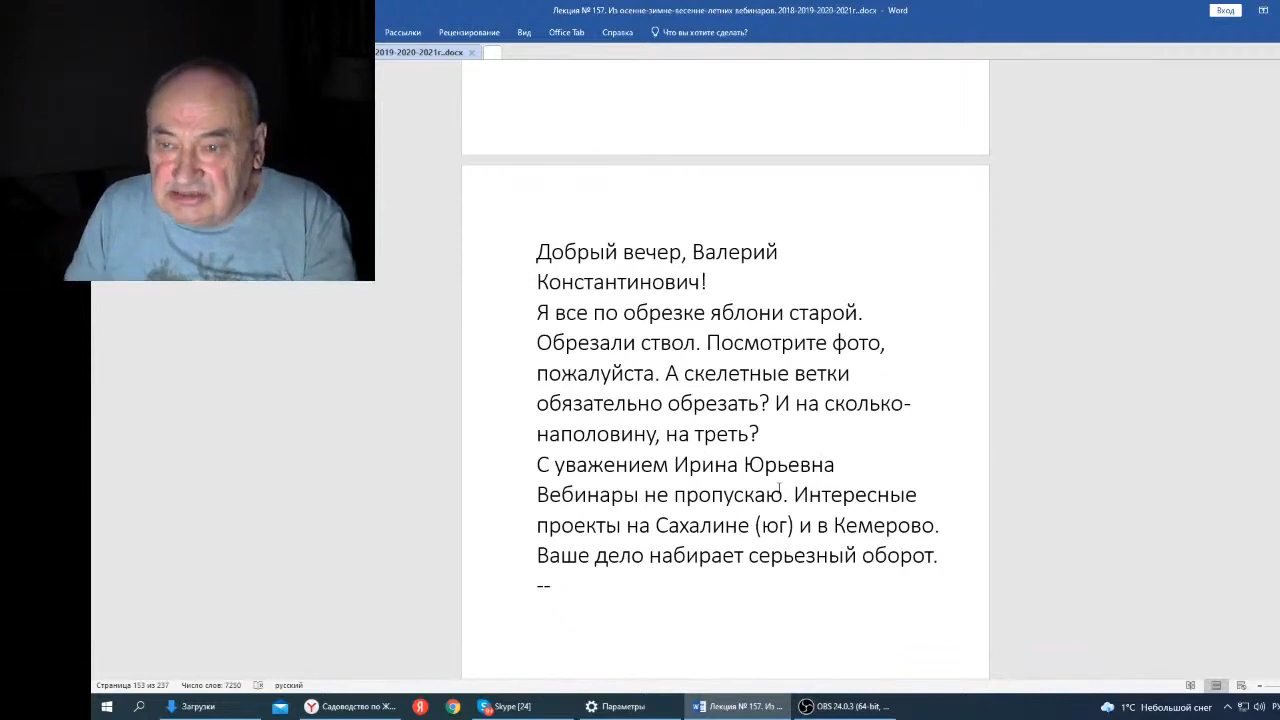 Лекция № 157. Из осенне-зимне-весенне-летних вебинаров. 2018-2019-2020-2021г..docx - Word
Вход
Рассылки Рецензирование Вид Office Tab Справка Что вы хотите сделать?
2019-2020-2021г..docx
Добрый вечер, Валерий
Константинович!
Я все по обрезке яблони старой.
Обрезали ствол. Посмотрите фото,
пожалуйста. А скелетные ветки
обязательно обрезать? И на сколько-
наполовину, на треть?
С уважением Ирина Юрьевна
Вебинары не пропускаю. Интересные
проекты на Сахалине (юг) и в Кемерово.
Ваше дело набирает серьезный оборот.
--
Страница 153 из 237 Число слов: 7250 русский
Загрузки Садоводство по Ж... Skype [24] Параметры Лекция № 157. Из ... OBS 24.0.3 (64-bit, ... 1°C Небольшой снег